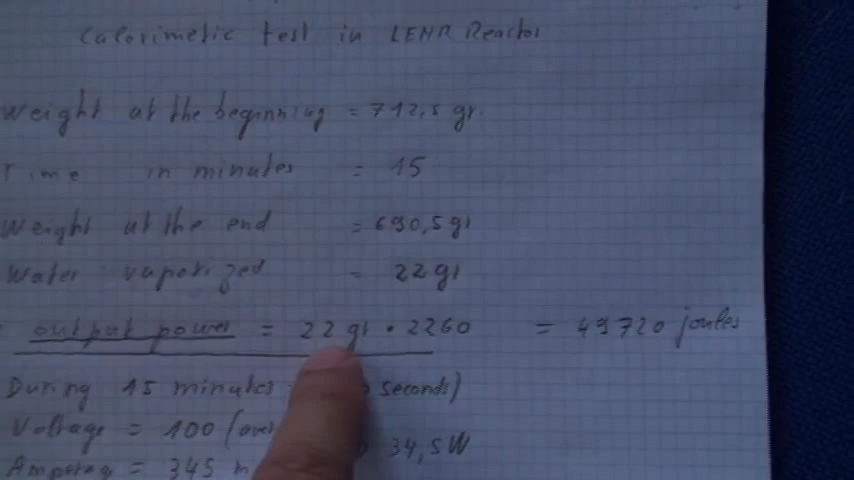 Calorimetic test in LENR Reactor
Weight at the beginning = 712,5 gr.
Time in minutes = 15
Weight at the end = 690,5 gr
Water vaporized = 22 gr
output power = 22 gr • 2260 = 49720 joules
During 15 minutes seconds)
Voltage = 100 (
34,5 W
= 345 m